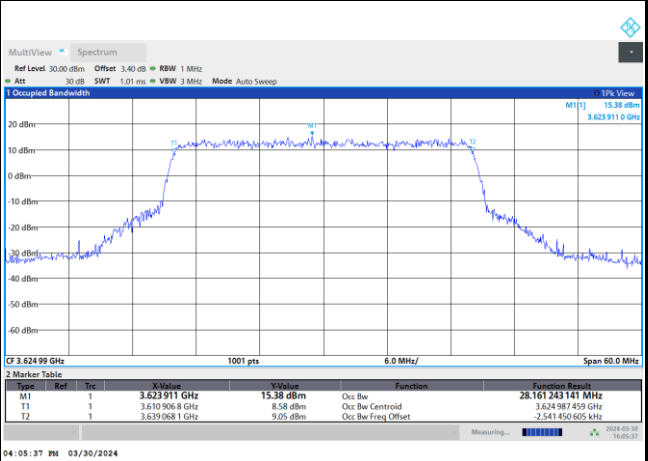 MultiView Spectrum
Ref Level 30.00 dBm Offset 3.40 dB RBW 1 MHz
Att 30 dB SWT 1.01 ms VBW 3 MHz Mode Auto Sweep
1 Occupied Bandwidth 1Pk View
M1[1] 15.38 dBm
3.623 911 0 GHz
M1
20 dBm
T1 T2
10 dBm
0 dBm
-10 dBm
-20 dBm
-30 dBm
-40 dBm
-50 dBm
-60 dBm
CF 3.624 99 GHz 1001 pts 6.0 MHz/ Span 60.0 MHz
2 Marker Table
Type Ref Trc X-Value Y-Value Function Function Result
M1 1 3.623 911 GHz 15.38 dBm Occ Bw 28.161 243 141 MHz
T1 1 3.610 906 8 GHz 8.58 dBm Occ Bw Centroid 3.624 987 459 GHz
T2 1 3.639 068 1 GHz 9.05 dBm Occ Bw Freq Offset -2.541 450 605 kHz
Measuring... 2024-03-30
16:05:37
04:05:37 PM 03/30/2024